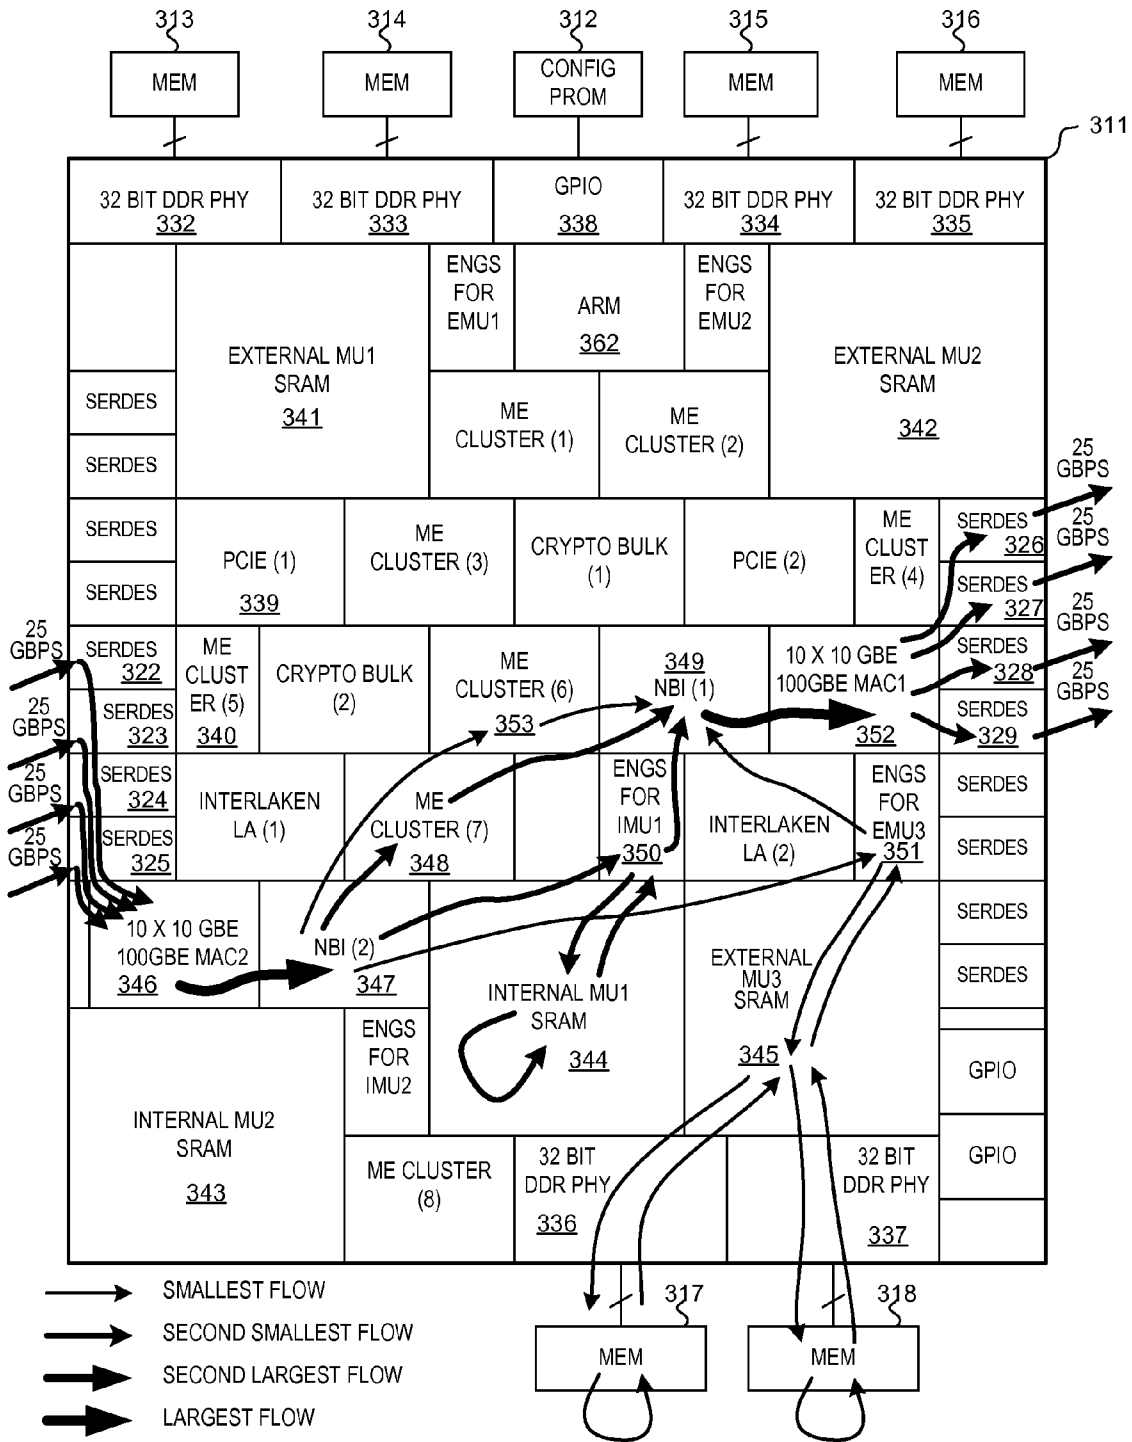 313
314
312
315
316
MEM
MEM
CONFIG
PROM
MEM
MEM
311
32 BIT DDR PHY
332
32 BIT DDR PHY
333
GPIO
338
32 BIT DDR PHY
334
32 BIT DDR PHY
335
ENGS
FOR
EMU1
ARM
362
ENGS
FOR
EMU2
EXTERNAL MU1
SRAM
341
EXTERNAL MU2
SRAM
342
SERDES
SERDES
ME
CLUSTER (1)
ME
CLUSTER (2)
25
GBPS
SERDES
SERDES
PCIE (1)
339
ME
CLUSTER (3)
CRYPTO BULK
(1)
PCIE (2)
ME
CLUST
ER (4)
SERDES
326
25
GBPS
SERDES
327
25
GBPS
25
GBPS
SERDES
322
ME
CLUST
ER (5)
340
CRYPTO BULK
(2)
ME
CLUSTER (6)
353
349
NBI (1)
10 X 10 GBE
100GBE MAC1
352
SERDES
328
25
GBPS
25
GBPS
SERDES
323
SERDES
329
25
GBPS
SERDES
324
INTERLAKEN
LA (1)
ME
CLUSTER (7)
348
ENGS
FOR
IMU1
350
INTERLAKEN
LA (2)
ENGS
FOR
EMU3
351
SERDES
25
GBPS
SERDES
325
SERDES
10 X 10 GBE
100GBE MAC2
346
NBI (2)
347
INTERNAL MU1
SRAM
344
EXTERNAL
MU3
SRAM
345
SERDES
SERDES
ENGS
FOR
IMU2
GPIO
INTERNAL MU2
SRAM
343
ME CLUSTER
(8)
32 BIT
DDR PHY
336
32 BIT
DDR PHY
337
GPIO
SMALLEST FLOW
SECOND SMALLEST FLOW
SECOND LARGEST FLOW
LARGEST FLOW
317
318
MEM
MEM